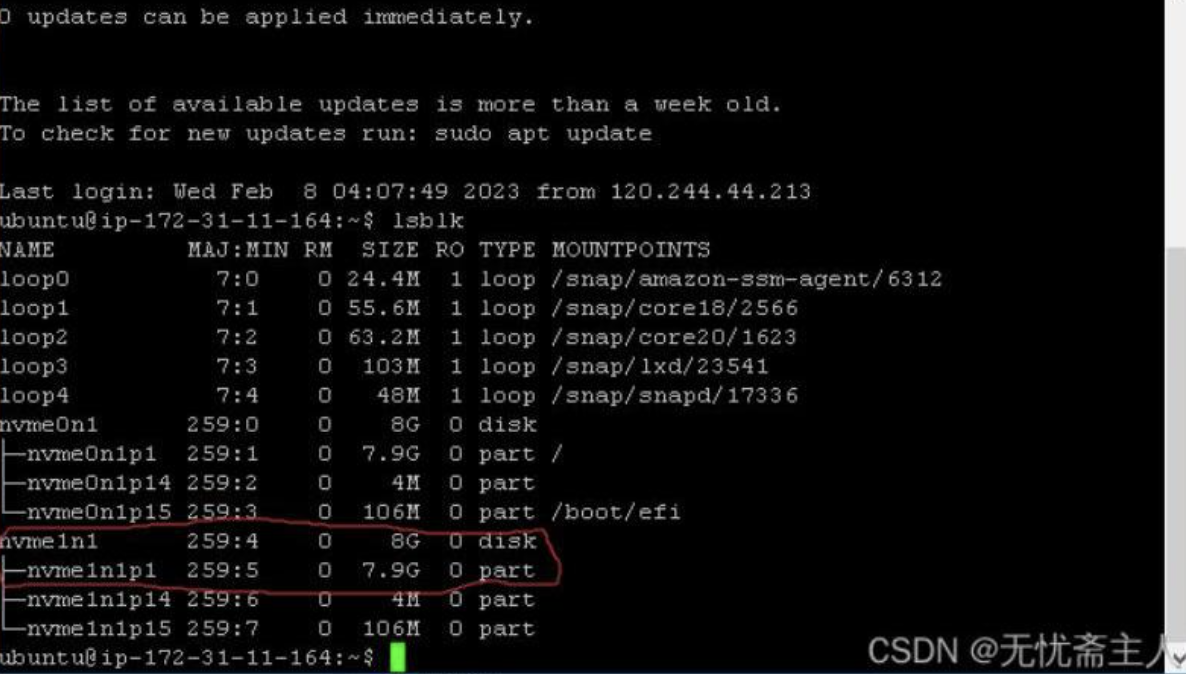 0 updates can be applied immediately.
The list of available updates is more than a week old.
To check for new updates run: sudo apt update
Last login: Wed Feb  8 04:07:49 2023 from 120.244.44.213
ubuntu@ip-172-31-11-164:~$ lsblk
NAME         MAJ:MIN RM  SIZE RO TYPE MOUNTPOINTS
loop0          7:0    0 24.4M  1 loop /snap/amazon-ssm-agent/6312
loop1          7:1    0 55.6M  1 loop /snap/core18/2566
loop2          7:2    0 63.2M  1 loop /snap/core20/1623
loop3          7:3    0  103M  1 loop /snap/lxd/23541
loop4          7:4    0   48M  1 loop /snap/snapd/17336
nvme0n1      259:0    0    8G  0 disk
├─nvme0n1p1  259:1    0  7.9G  0 part /
├─nvme0n1p14 259:2    0    4M  0 part
└─nvme0n1p15 259:3    0  106M  0 part /boot/efi
nvme1n1      259:4    0    8G  0 disk
├─nvme1n1p1  259:5    0  7.9G  0 part
├─nvme1n1p14 259:6    0    4M  0 part
└─nvme1n1p15 259:7    0  106M  0 part
ubuntu@ip-172-31-11-164:~$
CSDN @无忧斋主人